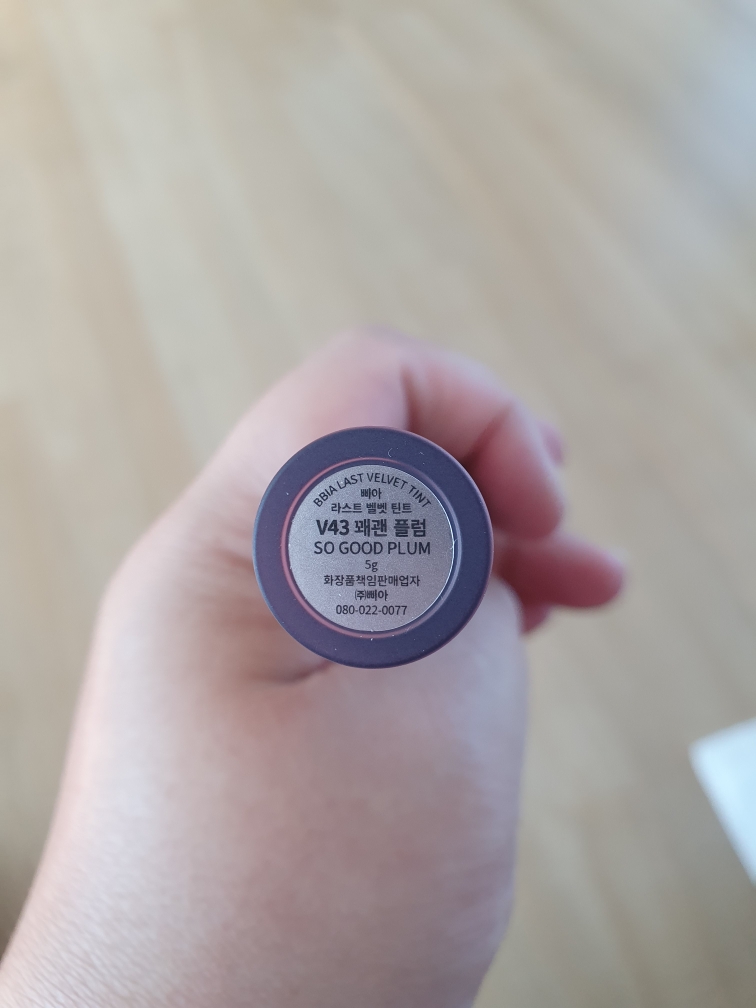 BBIA LAST VELVET TINT
삐아
라스트 벨벳 틴트
V43 꽤괜 플럼
SO GOOD PLUM
5g
화장품책임판매업자
㈜삐아
080-022-0077